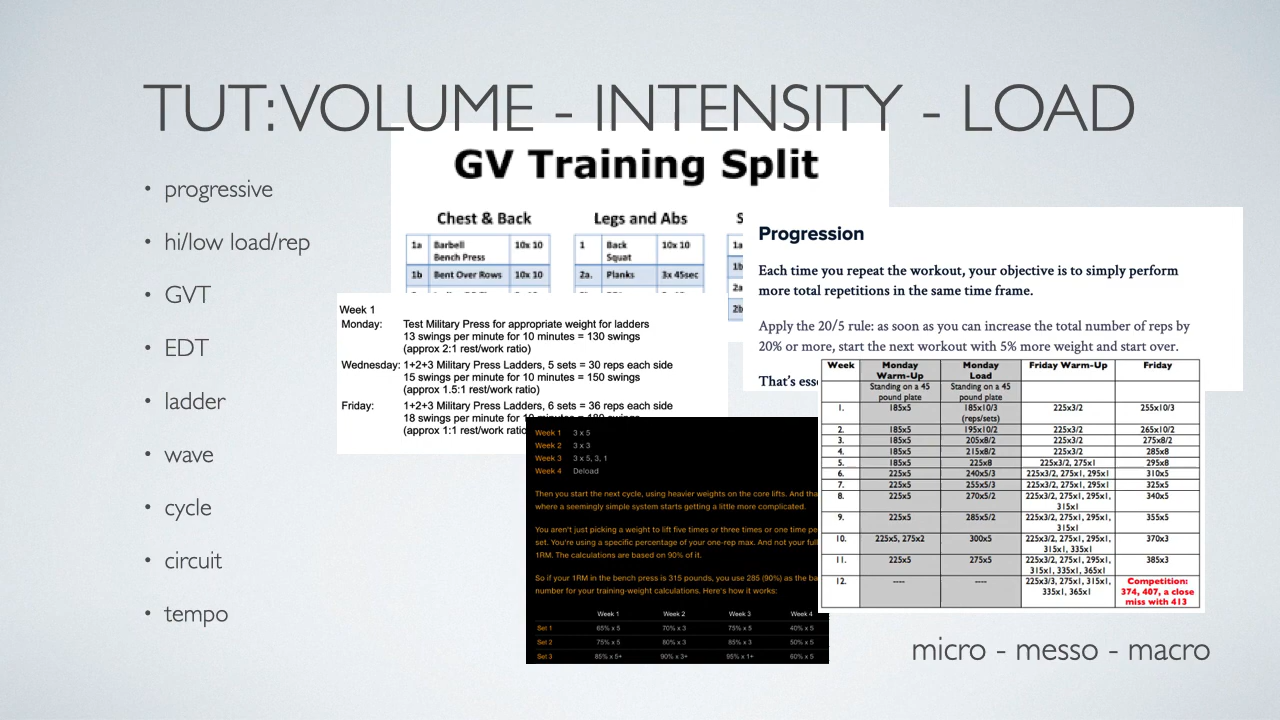 TUT: VOLUME - INTENSITY - LOAD
• progressive
• hi/low load/rep
• GVT
• EDT
• ladder
• wave
• cycle
• circuit
• tempo
GV Training Split
Chest & Back
1a Barbell Bench Press 10x 10
1b Bent Over Rows 10x 10
Legs and Abs
1 Back Squat 10x 10
2a. Planks 3x 45sec
S
1a
1b
2a
2b
Progression
Each time you repeat the workout, your objective is to simply perform
more total repetitions in the same time frame.
Apply the 20/5 rule: as soon as you can increase the total number of reps by
20% or more, start the next workout with 5% more weight and start over.
That's esse
Week 1
Monday: Test Military Press for appropriate weight for ladders
13 swings per minute for 10 minutes = 130 swings
(approx 2:1 rest/work ratio)
Wednesday: 1+2+3 Military Press Ladders, 5 sets = 30 reps each side
15 swings per minute for 10 minutes = 150 swings
(approx 1.5:1 rest/work ratio)
Friday: 1+2+3 Military Press Ladders, 6 sets = 36 reps each side
18 swings per minute for 10 minutes = 180 swings
(approx 1:1 rest/work ratio
Week 1 3 x 5
Week 2 3 x 3
Week 3 3 x 5, 3, 1
Week 4 Deload
Then you start the next cycle, using heavier weights on the core lifts. And tha
where a seemingly simple system starts getting a little more complicated.
You aren't just picking a weight to lift five times or three times or one time pe
set. You're using a specific percentage of your one-rep max. And not your full
1RM. The calculations are based on 90% of it.
So if your 1RM in the bench press is 315 pounds, you use 285 (90%) as the ba
number for your training-weight calculations. Here's how it works:
Week 1 Week 2 Week 3 Week 4
Set 1 65% x 5 70% x 3 75% x 5 40% x 5
Set 2 75% x 5 80% x 3 85% x 3 50% x 5
Set 3 85% x 5+ 90% x 3+ 95% x 1+ 60% x 5
Week Monday Warm-Up Monday Load Friday Warm-Up Friday
Standing on a 45 pound plate Standing on a 45 pound plate
1. 185x5 185x10/3 (reps/sets) 225x3/2 255x10/3
2. 185x5 195x10/2 225x3/2 265x10/2
3. 185x5 205x8/2 225x3/2 275x8/2
4. 185x5 215x8/2 225x3/2 285x8
5. 185x5 225x8 225x3/2, 275x1 295x8
6. 225x5 240x5/3 225x3/2, 275x1, 295x1 310x5
7. 225x5 255x5/3 225x3/2, 275x1, 295x1 325x5
8. 225x5 270x5/2 225x3/2, 275x1, 295x1, 315x1 340x5
9. 225x5 285x5/2 225x3/2, 275x1, 295x1, 315x1 355x5
10. 225x5, 275x2 300x5 225x3/2, 275x1, 295x1, 315x1, 335x1 370x3
11. 225x5 275x5 225x3/2, 275x1, 295x1, 315x1, 335x1, 365x1 385x3
12. ---- ---- 225x3/3, 275x1, 315x1, 335x1, 365x1 Competition: 374, 407, a close miss with 413
micro - messo - macro